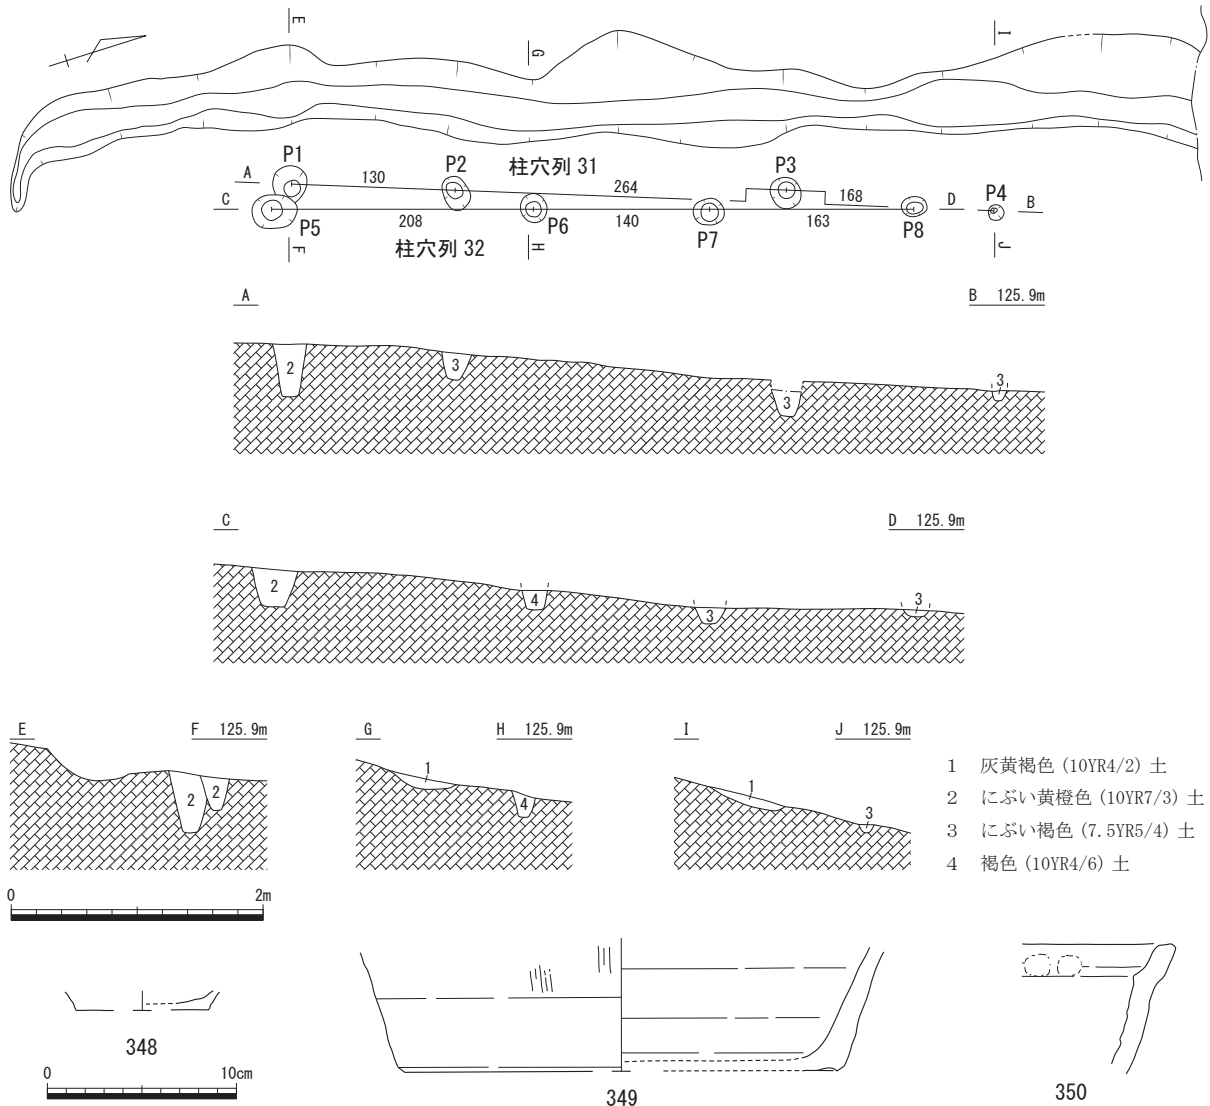 E
G
I
P1
P2
柱穴列 31
P3
A
130
264
168
P4
C
D
B
P5
208
P6
140
P7
163
P8
F
柱穴列 32
H
J
A
B 125.9m
2
3
3
3
C
D 125.9m
2
4
3
3
E
F 125.9m
G
H 125.9m
I
J 125.9m
2
2
1
4
1
3
1 灰黄褐色 (10YR4/2) 土
2 にぶい黄橙色 (10YR7/3) 土
3 にぶい褐色 (7.5YR5/4) 土
4 褐色 (10YR4/6) 土
0
2m
348
0
10cm
349
350